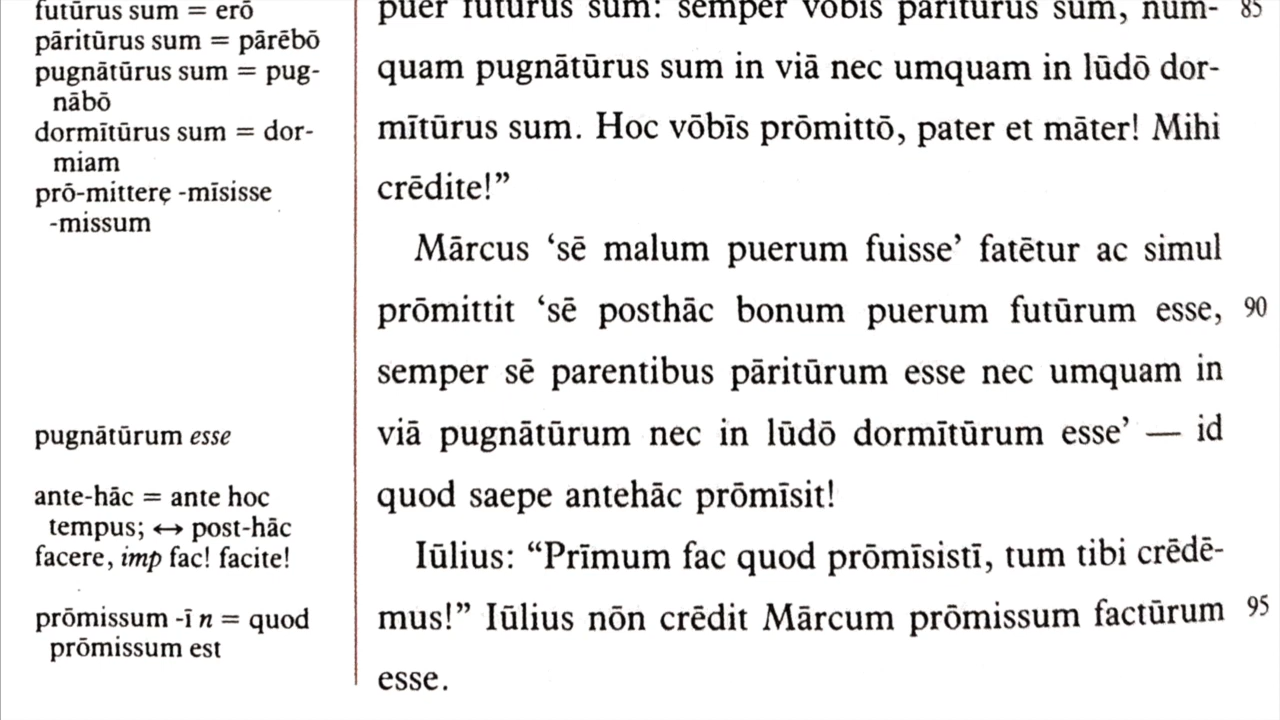 futūrus sum = erō
pāritūrus sum = pārēbō
pugnātūrus sum = pug-
nābō
dormītūrus sum = dor-
miam
prō-mittere -mīsisse
-missum
pugnātūrum esse
ante-hāc = ante hoc
tempus; ↔ post-hāc
facere, imp fac! facite!
prōmissum -ī n = quod
prōmissum est
puer futūrus sum: semper vōbīs pāritūrus sum, num- 85
quam pugnātūrus sum in viā nec umquam in lūdō dor-
mītūrus sum. Hoc vōbīs prōmittō, pater et māter! Mihi
crēdite!”
Mārcus ‘sē malum puerum fuisse’ fatētur ac simul
prōmittit ‘sē posthāc bonum puerum futūrum esse, 90
semper sē parentibus pāritūrum esse nec umquam in
viā pugnātūrum nec in lūdō dormītūrum esse’ — id
quod saepe antehāc prōmīsit!
Iūlius: “Prīmum fac quod prōmīsistī, tum tibi crēdē-
mus!” Iūlius nōn crēdit Mārcum prōmissum factūrum 95
esse.